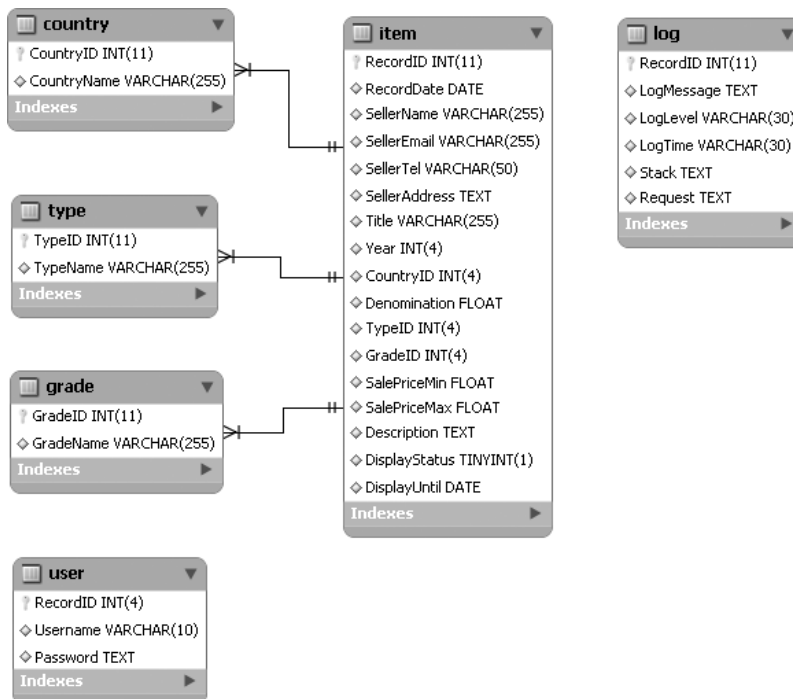 country
CountryID INT(11)
CountryName VARCHAR(255)
Indexes
type
TypeID INT(11)
TypeName VARCHAR(255)
Indexes
grade
GradeID INT(11)
GradeName VARCHAR(255)
Indexes
user
RecordID INT(4)
Username VARCHAR(10)
Password TEXT
Indexes
item
RecordID INT(11)
RecordDate DATE
SellerName VARCHAR(255)
SellerEmail VARCHAR(255)
SellerTel VARCHAR(50)
SellerAddress TEXT
Title VARCHAR(255)
Year INT(4)
CountryID INT(4)
Denomination FLOAT
TypeID INT(4)
GradeID INT(4)
SalePriceMin FLOAT
SalePriceMax FLOAT
Description TEXT
DisplayStatus TINYINT(1)
DisplayUntil DATE
Indexes
log
RecordID INT(11)
LogMessage TEXT
LogLevel VARCHAR(30)
LogTime VARCHAR(30)
Stack TEXT
Request TEXT
Indexes